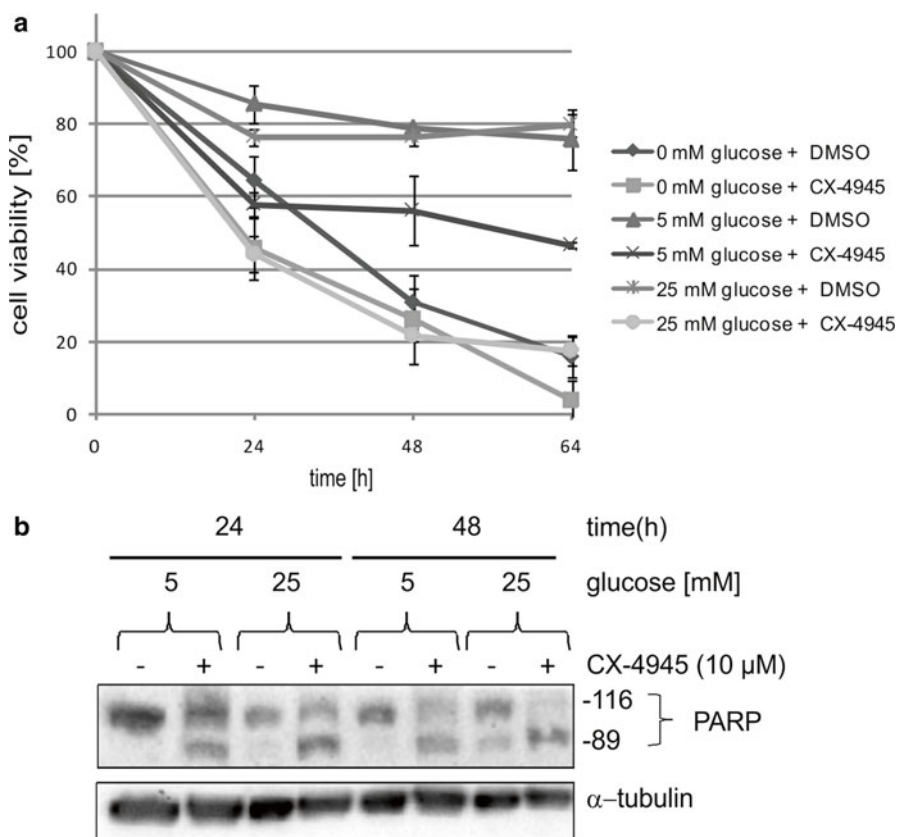 a
100
80
60
40
20
0
cell viability [%]
0 24 48 64
time [h]
0 mM glucose + DMSO
0 mM glucose + CX-4945
5 mM glucose + DMSO
5 mM glucose + CX-4945
25 mM glucose + DMSO
25 mM glucose + CX-4945
b
24 48 time(h)
5 25 5 25 glucose [mM]
- + - + - + - + CX-4945 (10 µM)
-116
PARP
-89
α–tubulin